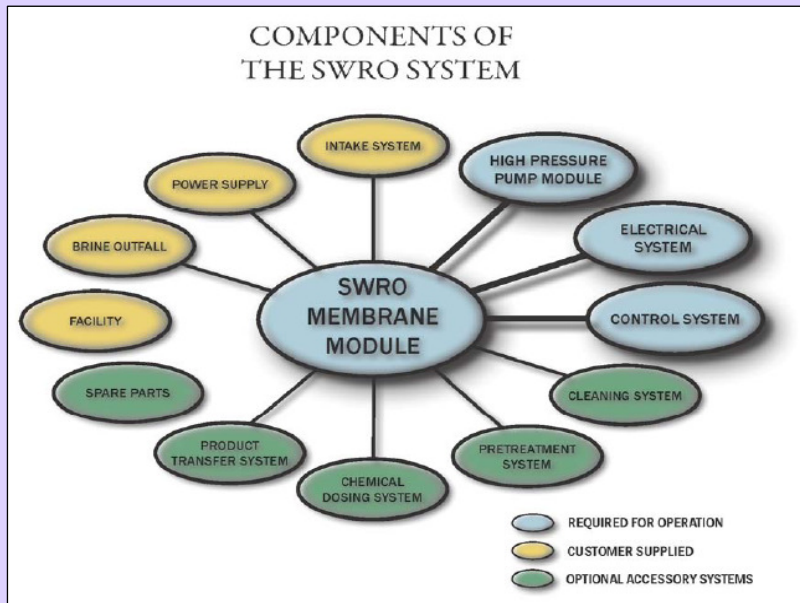 COMPONENTS OF
THE SWRO SYSTEM
INTAKE SYSTEM
HIGH PRESSURE
PUMP MODULE
POWER SUPPLY
ELECTRICAL
SYSTEM
BRINE OUTFALL
SWRO
MEMBRANE
MODULE
FACILITY
CONTROL SYSTEM
SPARE PARTS
CLEANING SYSTEM
PRODUCT
TRANSFER SYSTEM
PRETREATMENT
SYSTEM
CHEMICAL
DOSING SYSTEM
REQUIRED FOR OPERATION
CUSTOMER SUPPLIED
OPTIONAL ACCESSORY SYSTEMS